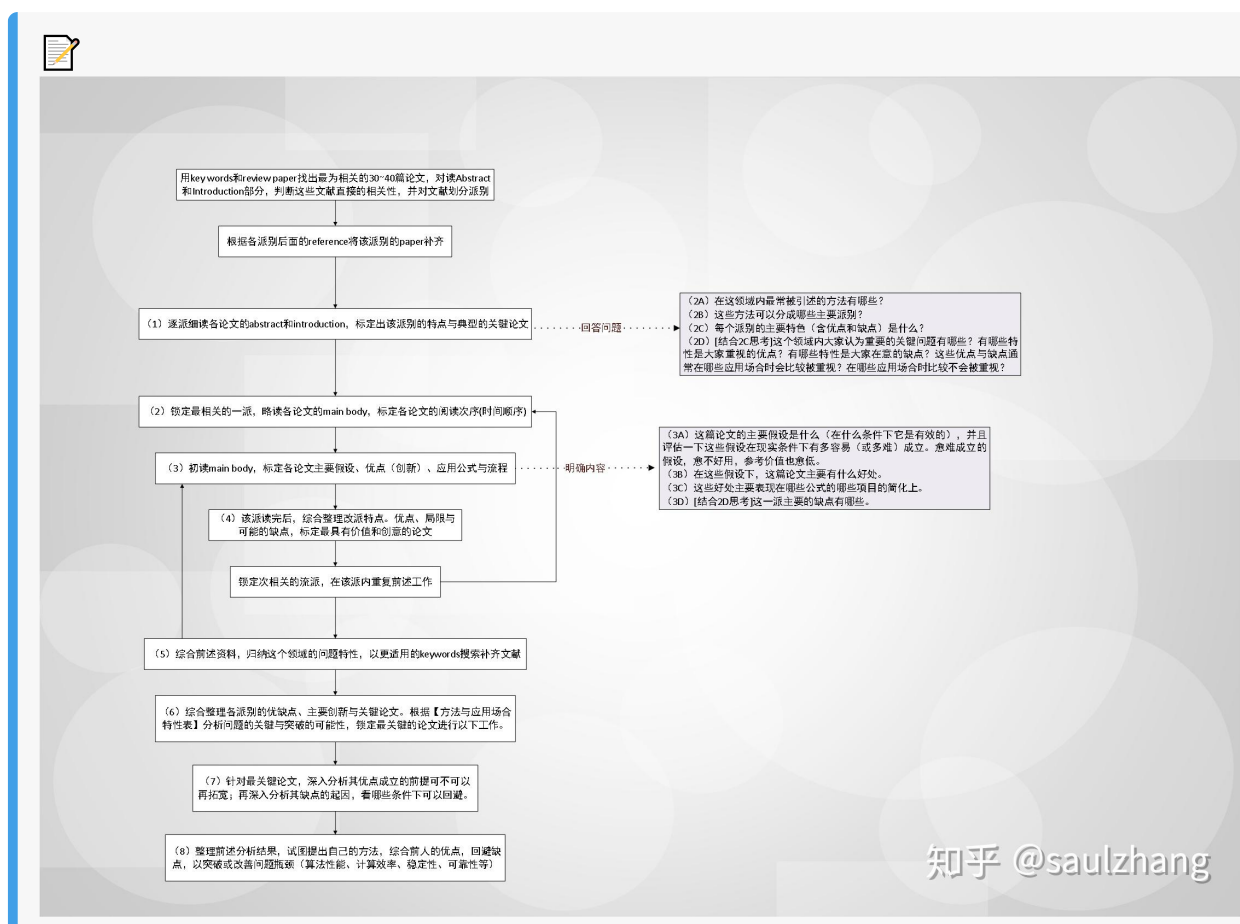 用key words和review paper找出最为相关的30~40篇论文，对读Abstract
和Introduction部分，判断这些文献直接的相关性，并对文献划分派别
根据各派别后面的reference将该派别的paper补齐
（1）逐派细读各论文的abstract和introduction，标定出该派别的特点与典型的关键论文
回答问题
（2A）在这领域内最常被引述的方法有哪些？
（2B）这些方法可以分成哪些主要派别？
（2C）每个派别的主要特色（含优点和缺点）是什么？
（2D）[结合2C思考]这个领域内大家认为重要的关键问题有哪些？有哪些特
性是大家重视的优点？有哪些特性是大家在意的缺点？这些优点与缺点通
常在哪些应用场合时会比较被重视？在哪些应用场合时比较不会被重视？
（2）锁定最相关的一派，略读各论文的main body，标定各论文的阅读次序(时间顺序)
（3）初读main body，标定各论文主要假设、优点（创新）、应用公式与流程
明确内容
（3A）这篇论文的主要假设是什么（在什么条件下它是有效的），并且
评估一下这些假设在现实条件下有多容易（或多难）成立。愈难成立的
假设，愈不好用，参考价值也愈低。
（3B）在这些假设下，这篇论文主要有什么好处。
（3C）这些好处主要表现在哪些公式的哪些项目的简化上。
（3D）[结合2D思考]这一派主要的缺点有哪些。
（4）该派读完后，综合整理改派特点。优点、局限与
可能的缺点，标定最具有价值和创意的论文
锁定次相关的流派，在该派内重复前述工作
（5）综合前述资料，归纳这个领域的问题特性，以更适用的keywords搜索补齐文献
（6）综合整理各派别的优缺点、主要创新与关键论文。根据【方法与应用场合
特性表】分析问题的关键与突破的可能性，锁定最关键的论文进行以下工作。
（7）针对最关键论文，深入分析其优点成立的前提可不可以
再拓宽；再深入分析其缺点的起因，看哪些条件下可以回避。
（8）整理前述分析结果，试图提出自己的方法，综合前人的优点，回避缺
点，以突破或改善问题瓶颈（算法性能、计算效率、稳定性、可靠性等）
知乎 @saulzhang